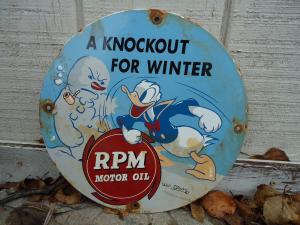 A KNOCKOUT
FOR WINTER
RPM
MOTOR OIL